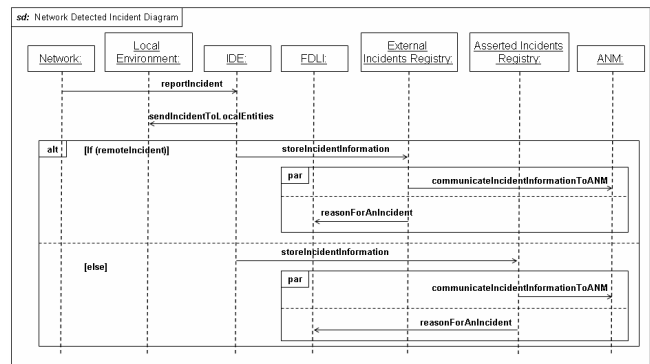 sd: Network Detected Incident Diagram
Network:
Local
Environment:
IDE:
FDLI:
External
Incidents Registry:
Asserted Incidents
Registry:
ANM:
reportIncident
sendIncidentToLocalEntities
alt
[If (remoteIncident)]
storeIncidentInformation
par
communicateIncidentInformationToANM
reasonForAnIncident
[else]
storeIncidentInformation
par
communicateIncidentInformationToANM
reasonForAnIncident